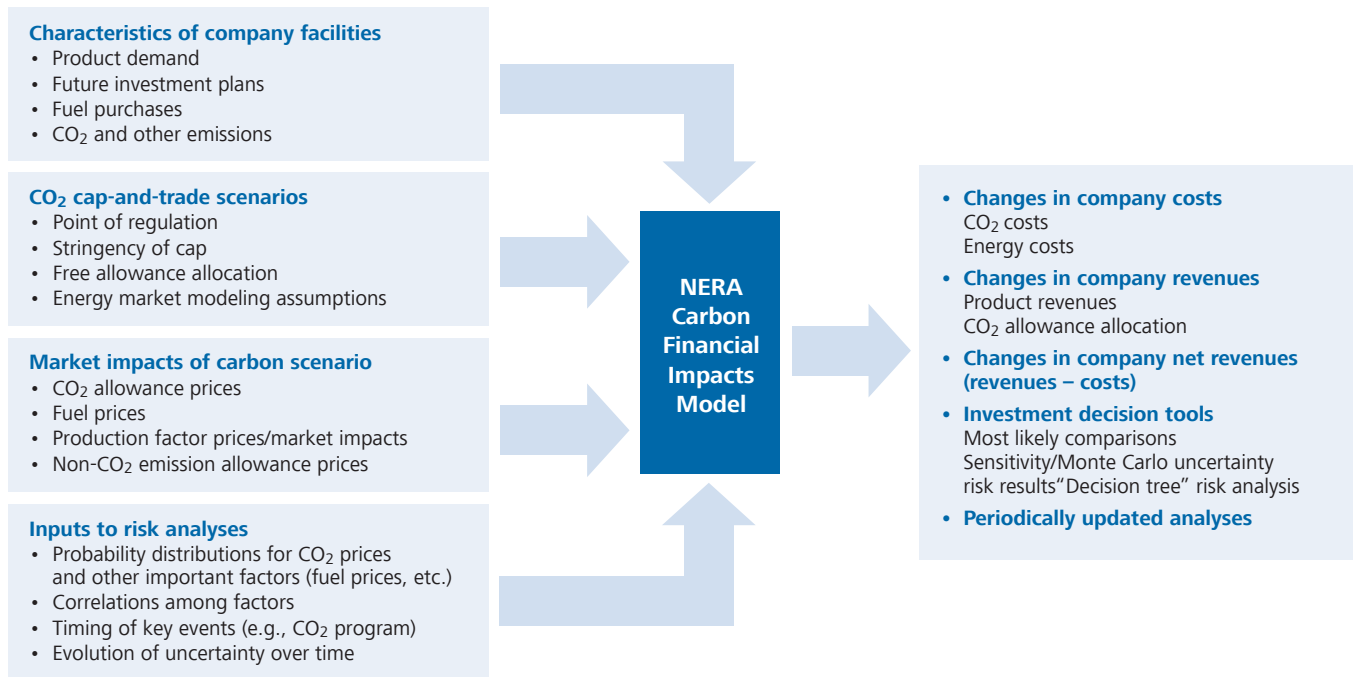 Characteristics of company facilities
• Product demand
• Future investment plans
• Fuel purchases
• CO₂ and other emissions
CO₂ cap-and-trade scenarios
• Point of regulation
• Stringency of cap
• Free allowance allocation
• Energy market modeling assumptions
Market impacts of carbon scenario
• CO₂ allowance prices
• Fuel prices
• Production factor prices/market impacts
• Non-CO₂ emission allowance prices
Inputs to risk analyses
• Probability distributions for CO₂ prices
and other important factors (fuel prices, etc.)
• Correlations among factors
• Timing of key events (e.g., CO₂ program)
• Evolution of uncertainty over time
NERA
Carbon
Financial
Impacts
Model
• Changes in company costs
CO₂ costs
Energy costs
• Changes in company revenues
Product revenues
CO₂ allowance allocation
• Changes in company net revenues
(revenues – costs)
• Investment decision tools
Most likely comparisons
Sensitivity/Monte Carlo uncertainty
risk results“Decision tree” risk analysis
• Periodically updated analyses